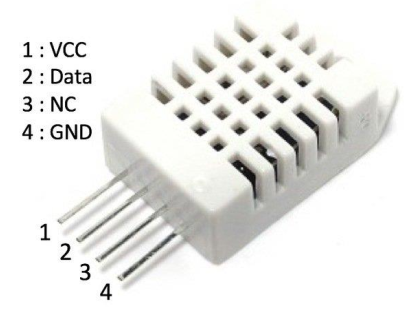 1 : VCC
2 : Data
3 : NC
4 : GND
1
2
3
4